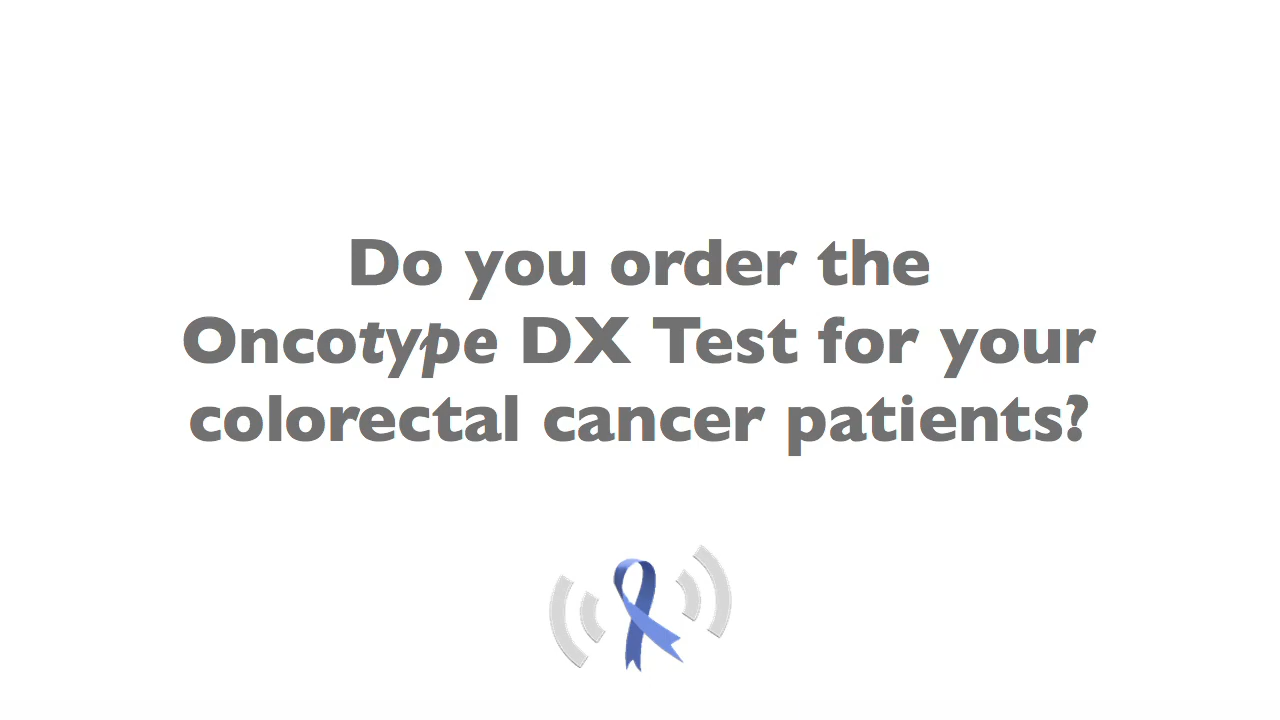 Do you order the
Oncotype DX Test for your
colorectal cancer patients?